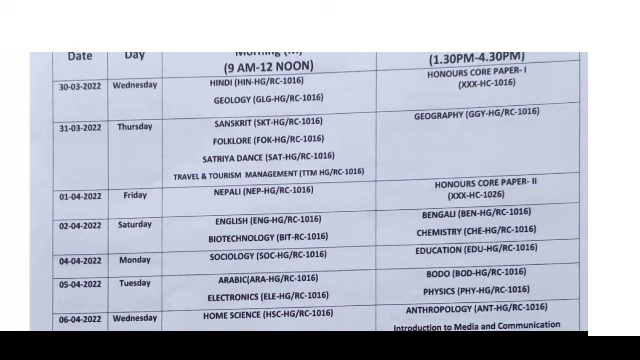 Date Day Morning (M)
(9 AM-12 NOON) (1.30PM-4.30PM)
30-03-2022 Wednesday HINDI (HIN-HG/RC-1016) HONOURS CORE PAPER- I
(XXX-HC-1016)
GEOLOGY (GLG-HG/RC-1016)
31-03-2022 Thursday SANSKRIT (SKT-HG/RC-1016) GEOGRAPHY (GGY-HG/RC-1016)
FOLKLORE (FOK-HG/RC-1016)
SATRIYA DANCE (SAT-HG/RC-1016)
TRAVEL & TOURISM MANAGEMENT (TTM HG/RC-1016)
01-04-2022 Friday NEPALI (NEP-HG/RC-1016) HONOURS CORE PAPER- II
(XXX-HC-1026)
02-04-2022 Saturday ENGLISH (ENG-HG/RC-1016) BENGALI (BEN-HG/RC-1016)
BIOTECHNOLOGY (BIT-RC-1016) CHEMISTRY (CHE-HG/RC-1016)
04-04-2022 Monday SOCIOLOGY (SOC-HG/RC-1016) EDUCATION (EDU-HG/RC-1016)
05-04-2022 Tuesday ARABIC(ARA-HG/RC-1016) BODO (BOD-HG/RC-1016)
ELECTRONICS (ELE-HG/RC-1016) PHYSICS (PHY-HG/RC-1016)
06-04-2022 Wednesday HOME SCIENCE (HSC-HG/RC-1016) ANTHROPOLOGY (ANT-HG/RC-1016)
Introduction to Media and Communication